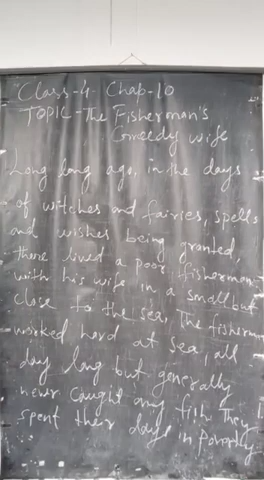 Class-4 Chap-10
TOPIC-The Fisherman's
Greedy wife
Long long ago, in the days
of witches and fairies, spells
and wishes being granted,
there lived a poor fisherman
with his wife in a small hut
close to the sea. The fisherm
worked hard at sea, all
day long but generally
never caught any fish They
spent their days in